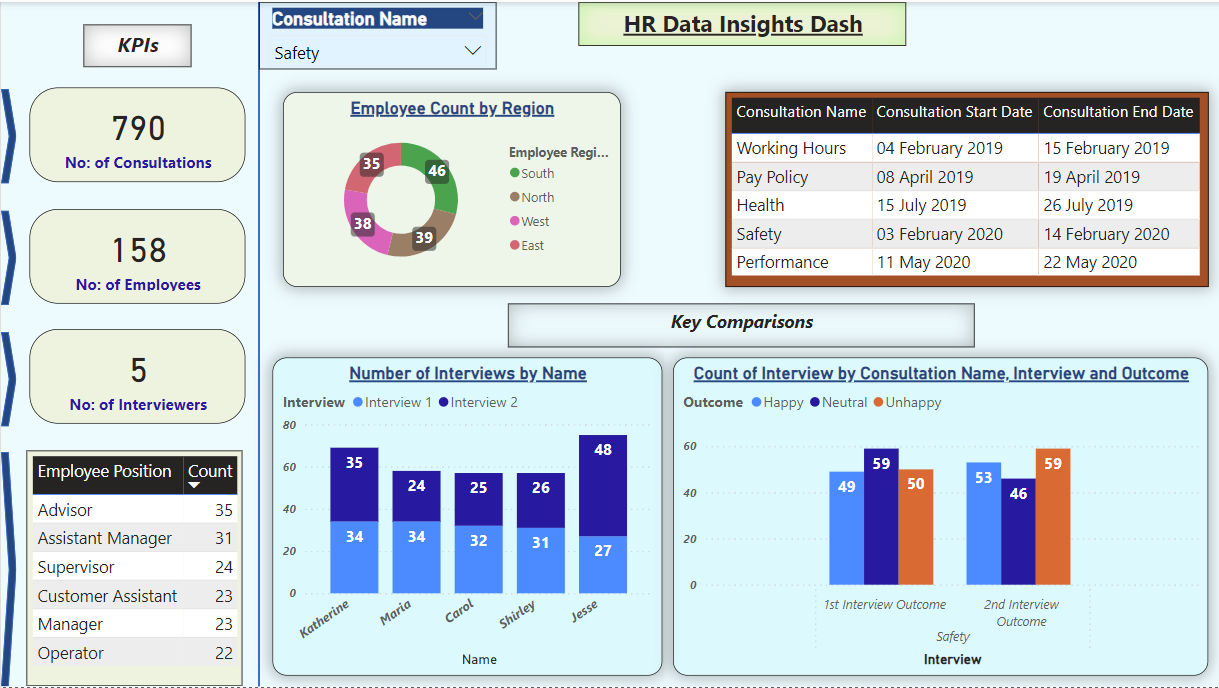 KPIs
Consultation Name
Safety
HR Data Insights Dash
790
No: of Consultations
158
No: of Employees
5
No: of Interviewers
Employee Position Count
Advisor 35
Assistant Manager 31
Supervisor 24
Customer Assistant 23
Manager 23
Operator 22
Employee Count by Region
35
46
38
39
Employee Regi...
South
North
West
East
Consultation Name Consultation Start Date Consultation End Date
Working Hours 04 February 2019 15 February 2019
Pay Policy 08 April 2019 19 April 2019
Health 15 July 2019 26 July 2019
Safety 03 February 2020 14 February 2020
Performance 11 May 2020 22 May 2020
Key Comparisons
Number of Interviews by Name
Interview Interview 1 Interview 2
80
60
40
20
0
35 24 25 26 48
34 34 32 31 27
Katherine Maria Carol Shirley Jesse
Name
Count of Interview by Consultation Name, Interview and Outcome
Outcome Happy Neutral Unhappy
60
40
20
0
49 59 50 53 46 59
1st Interview Outcome
2nd Interview
Outcome
Safety
Interview